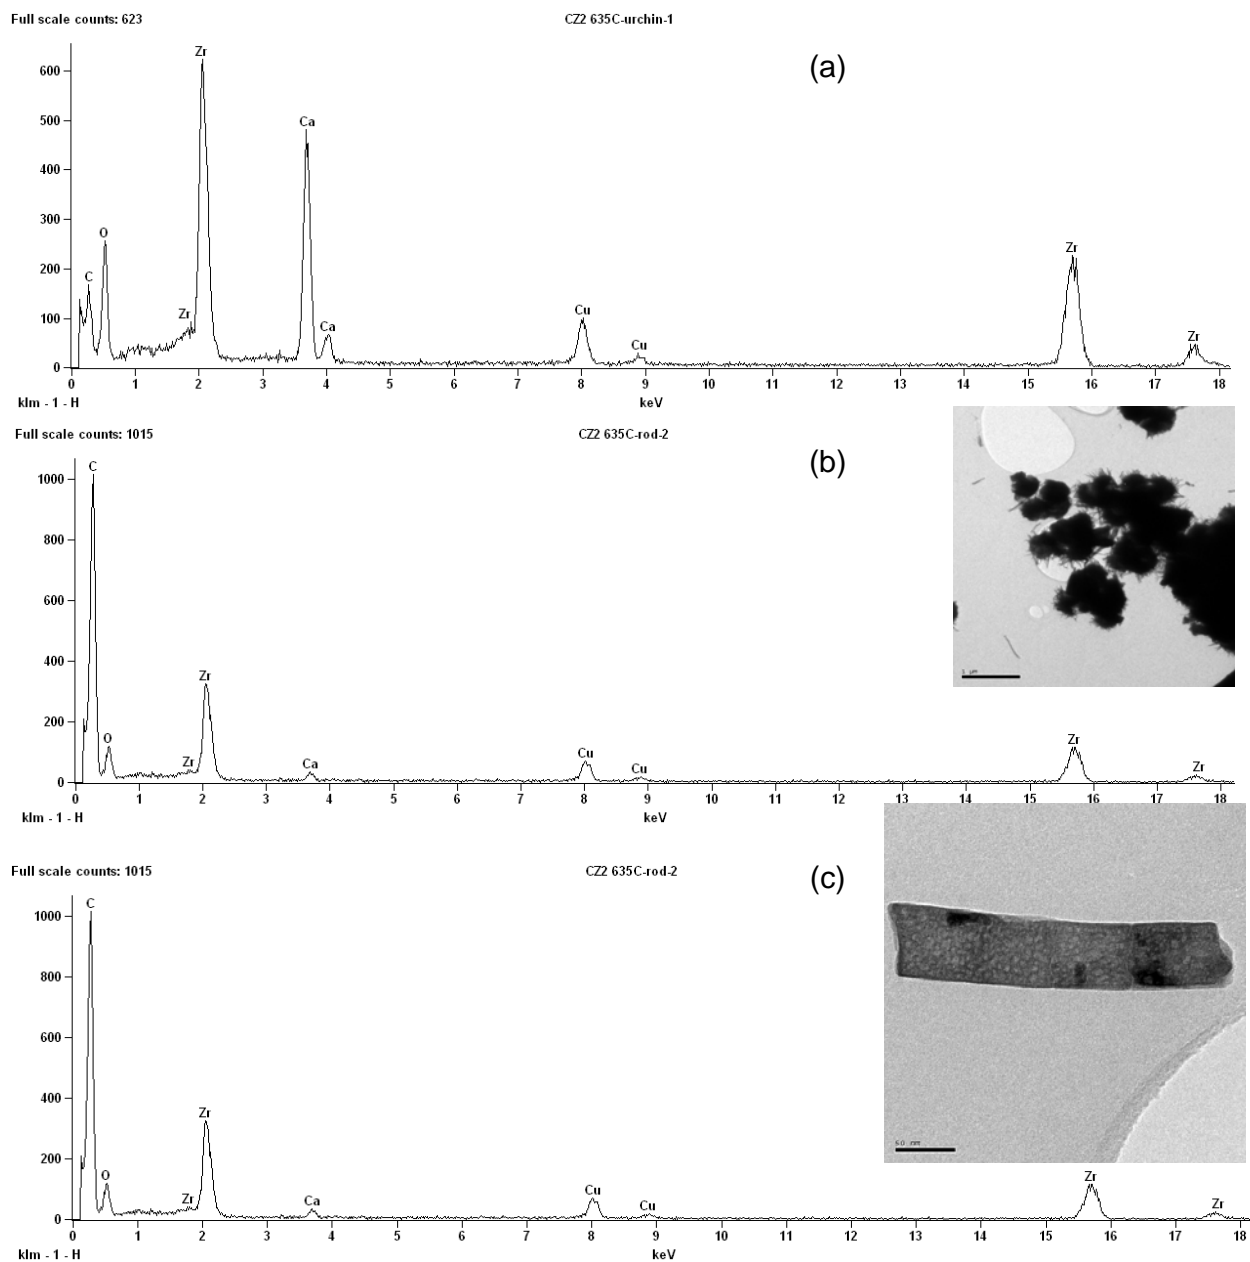 Full scale counts: 623 CZ2 635C-urchin-1
(a)
600
500
400
300
200
100
0
C
O
Zr
Zr
Ca
Ca
Cu
Cu
Zr
Zr
0 1 2 3 4 5 6 7 8 9 10 11 12 13 14 15 16 17 18
klm - 1 - H keV
Full scale counts: 1015 CZ2 635C-rod-2
(b)
1000
800
600
400
200
0
C
O
Zr
Zr
Ca
Cu
Cu
Zr
Zr
1 µm
0 1 2 3 4 5 6 7 8 9 10 11 12 13 14 15 16 17 18
klm - 1 - H keV
Full scale counts: 1015 CZ2 635C-rod-2
(c)
1000
800
600
400
200
0
C
O
Zr
Zr
Ca
Cu
Cu
Zr
Zr
nm
0 1 2 3 4 5 6 7 8 9 10 11 12 13 14 15 16 17 18
klm - 1 - H keV